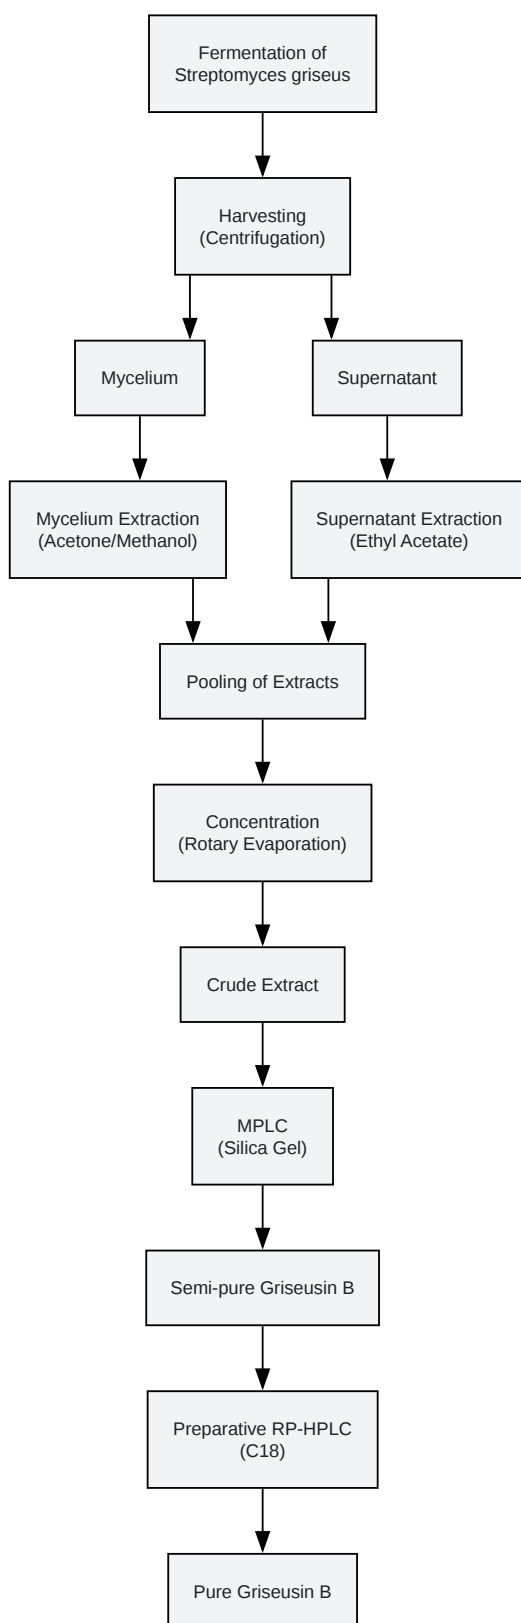 Fermentation of
Streptomyces griseus
Harvesting
(Centrifugation)
Mycelium
Supernatant
Mycelium Extraction
(Acetone/Methanol)
Supernatant Extraction
(Ethyl Acetate)
Pooling of Extracts
Concentration
(Rotary Evaporation)
Crude Extract
MPLC
(Silica Gel)
Semi-pure Griseusin B
Preparative RP-HPLC
(C18)
Pure Griseusin B